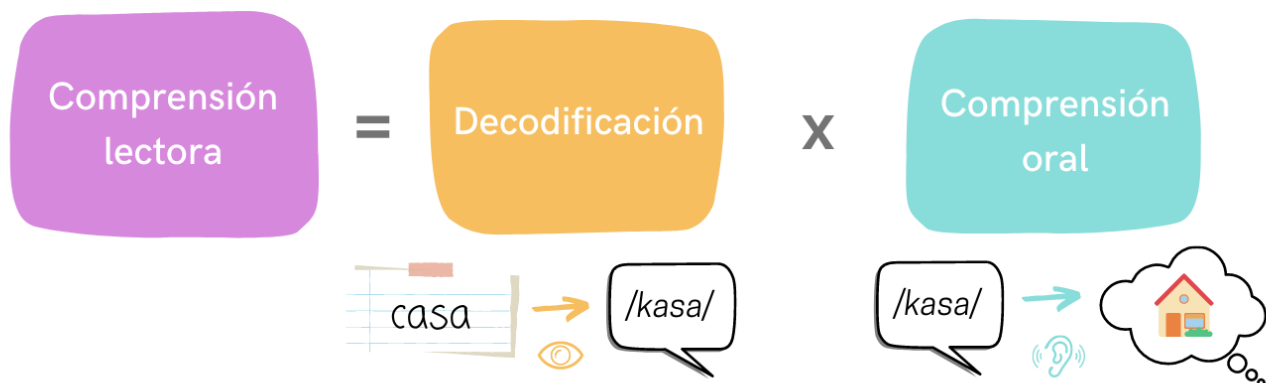 Comprensión
lectora
=
Decodificación
x
Comprensión
oral
casa
/kasa/
/kasa/